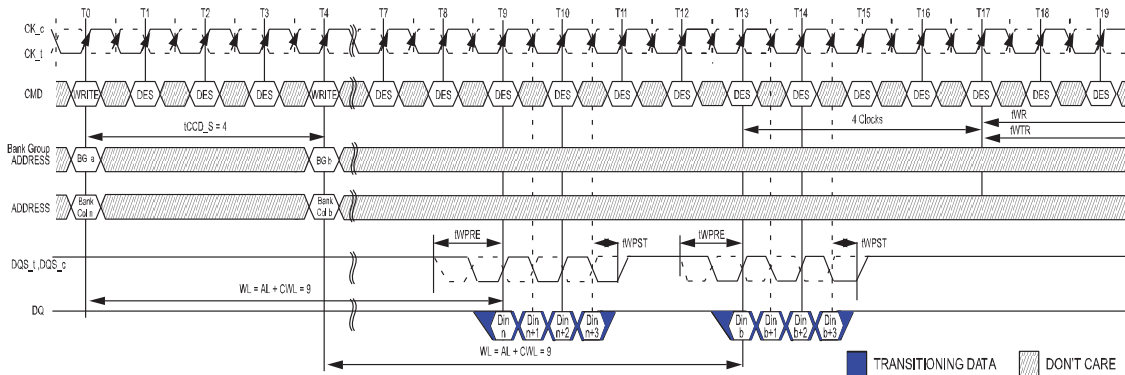 T0 T1 T2 T3 T4 T7 T8 T9 T10 T11 T12 T13 T14 T15 T16 T17 T18 T19
CK_c
CK_t
CMD WRITE DES DES DES WRITE DES DES DES DES DES DES DES DES DES DES DES DES DES
tCCD_S = 4
4 Clocks
tWR
tWTR
Bank Group
ADDRESS
BG a
BG b
ADDRESS
Bank
Col n
Bank
Col b
tWPRE
tWPST
tWPRE
tWPST
DQS_t ,DQS_c
WL = AL + CWL = 9
DQ
Din
n
Din
n+1
Din
n+2
Din
n+3
Din
b
Din
b+1
Din
b+2
Din
b+3
WL = AL + CWL = 9
TRANSITIONING DATA
DON'T CARE